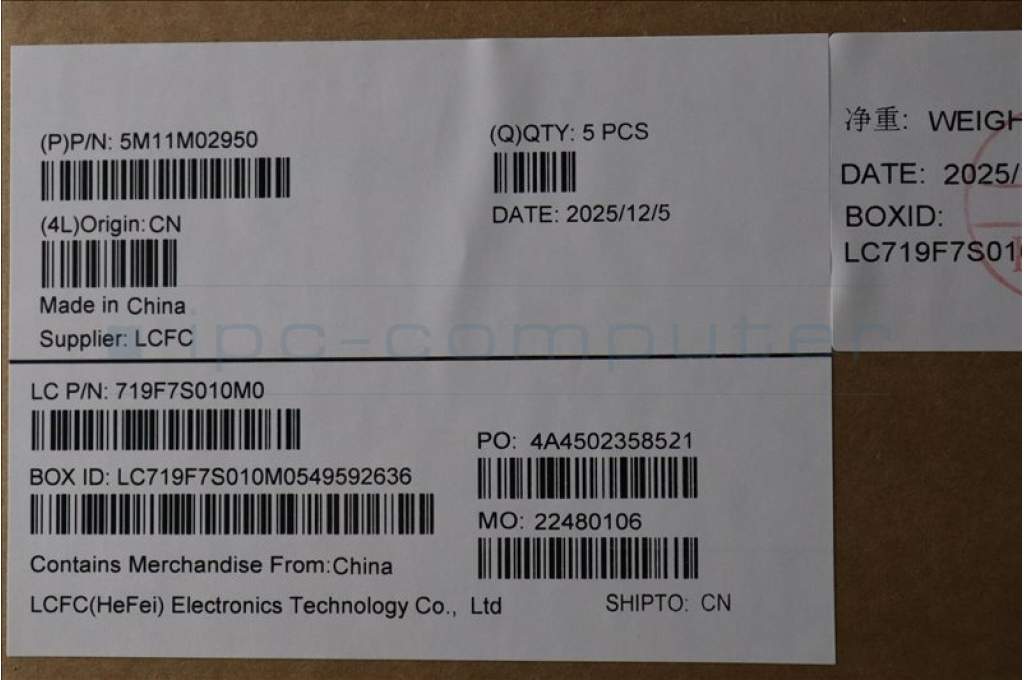 (P)P/N: 5M11M02950
(Q)QTY: 5 PCS
(4L)Origin:CN
DATE: 2025/12/5
Made in China
Supplier: LCFC
LC P/N: 719F7S010M0
PO: 4A4502358521
BOX ID: LC719F7S010M0549592636
MO: 22480106
Contains Merchandise From:China
LCFC(HeFei) Electronics Technology Co., Ltd
SHIPTO: CN
净重: WEIGH
DATE: 2025/
BOXID:
LC719F7S01
ipc-computer